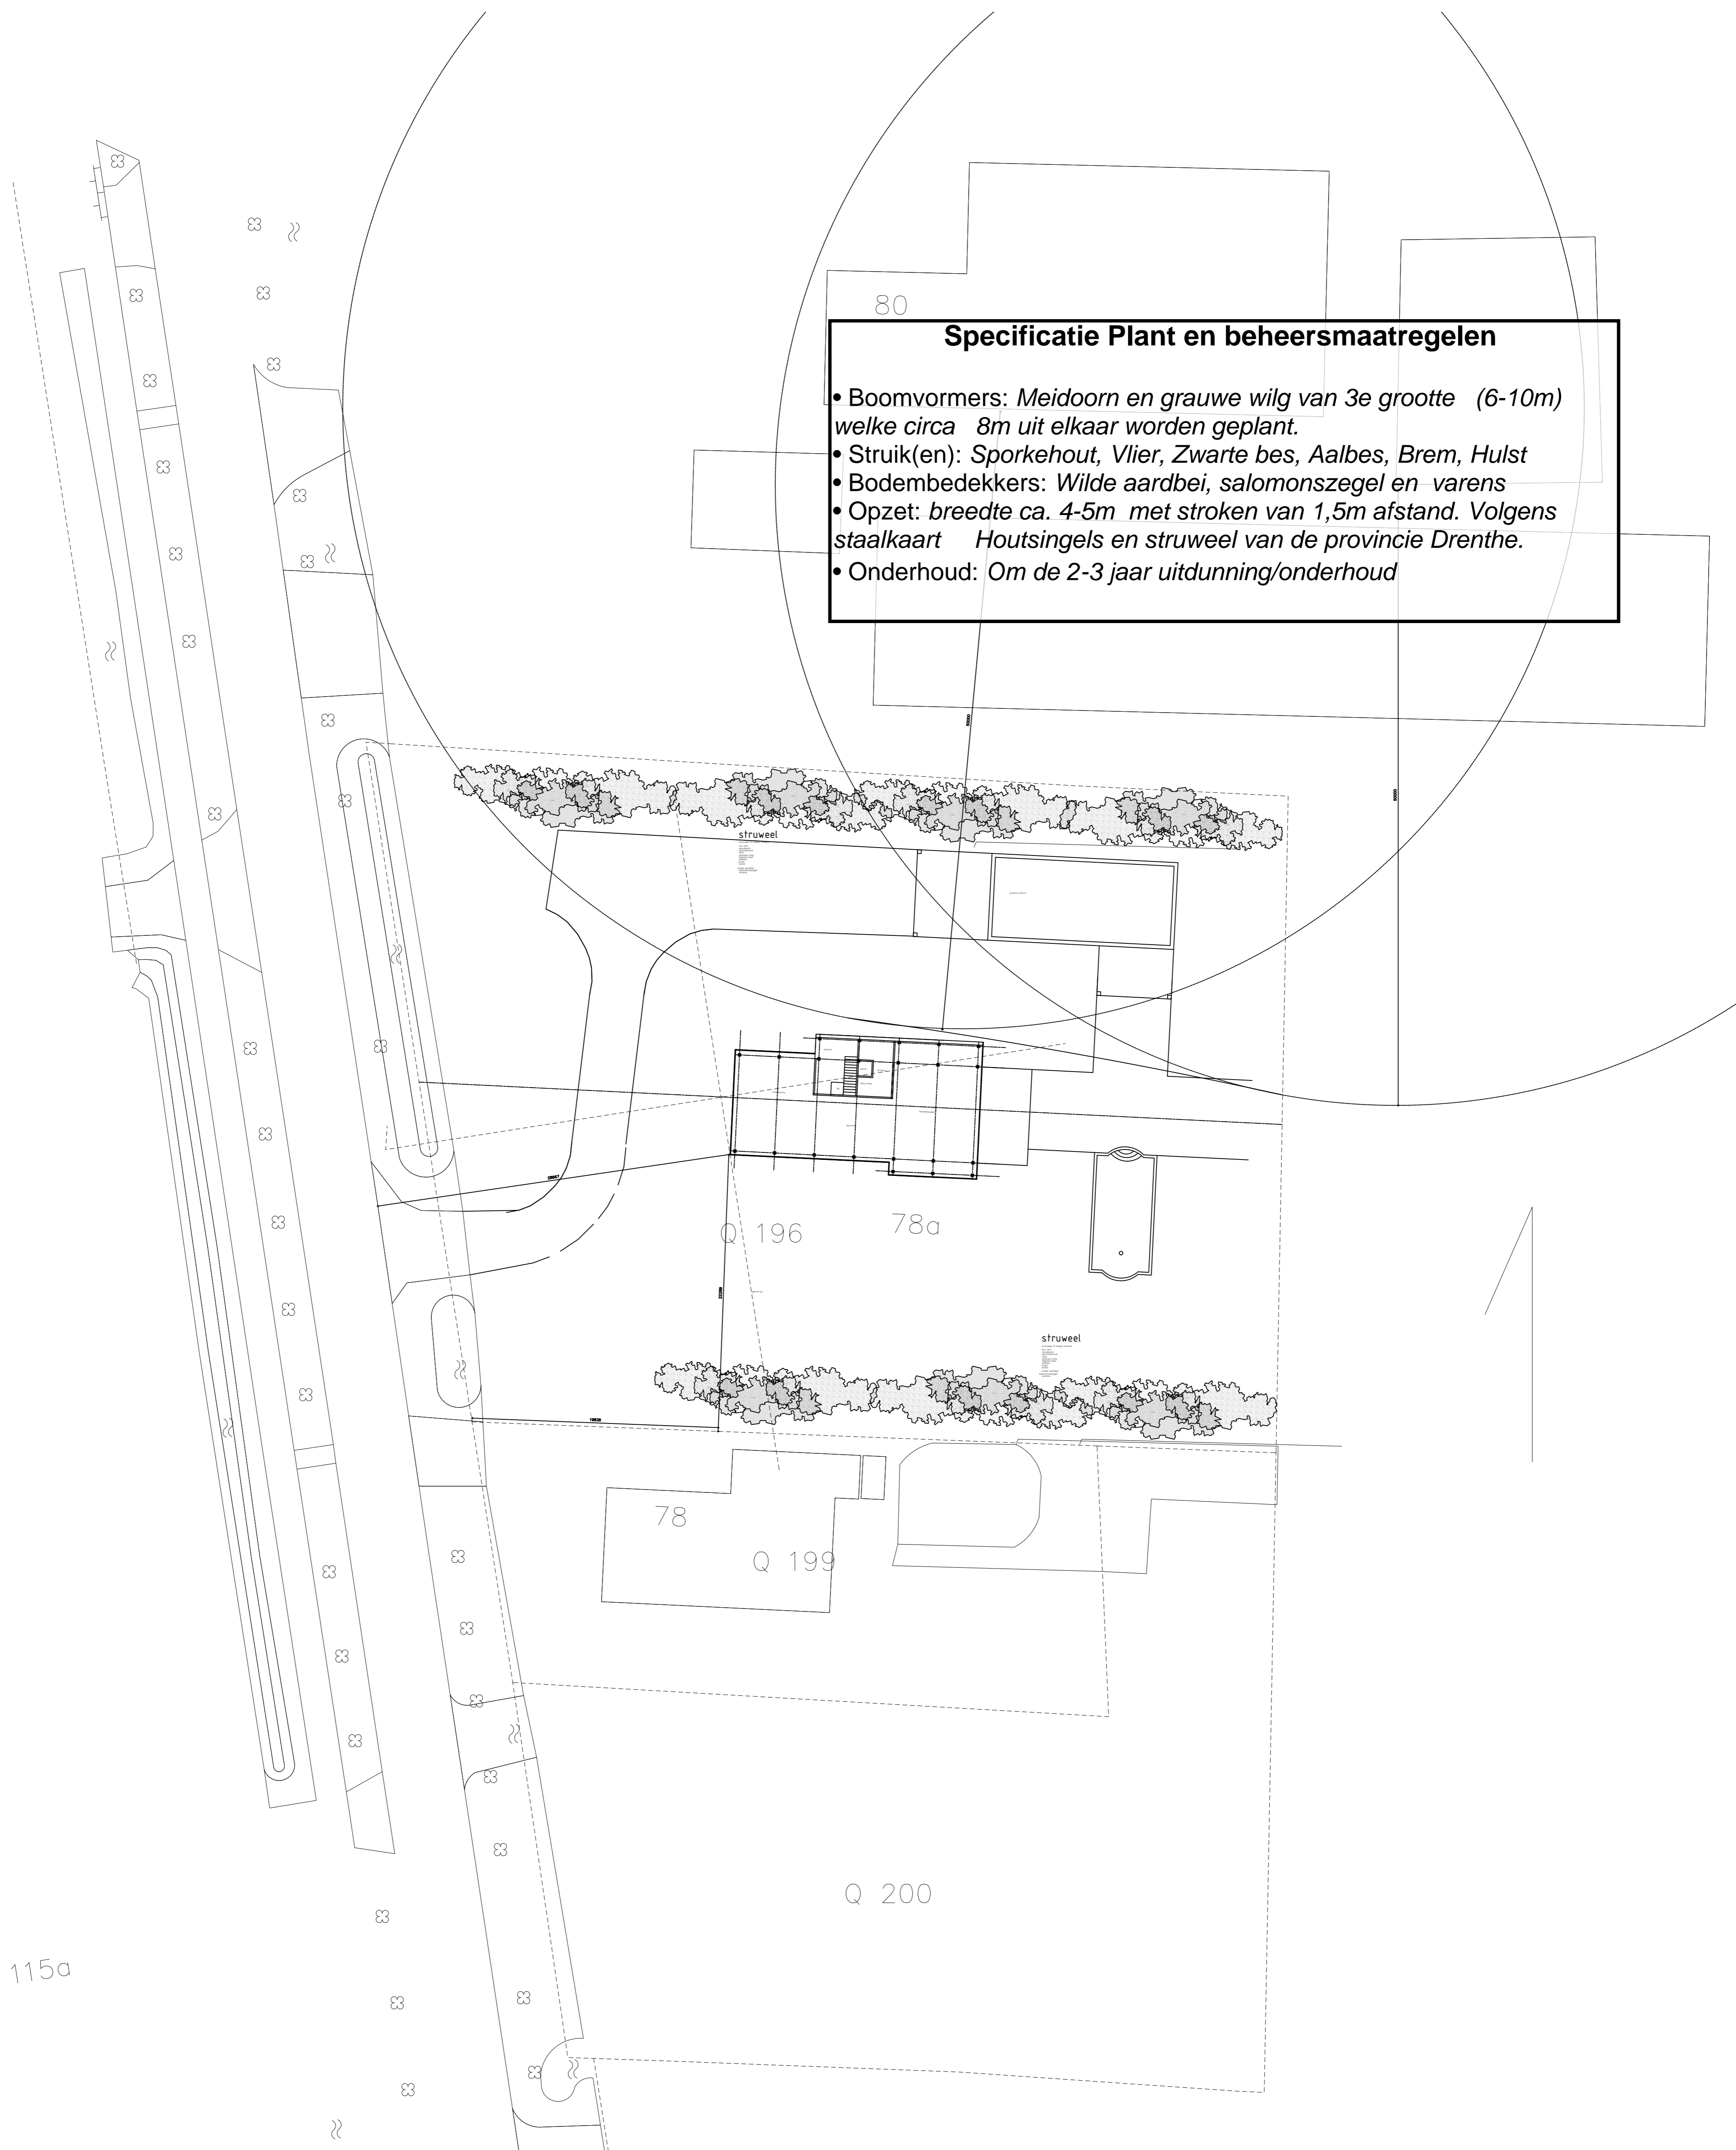 80
Specificatie Plant en beheersmaatregelen
• Boomvormers: Meidoorn en grauwe wilg van 3e grootte (6-10m)
welke circa 8m uit elkaar worden geplant.
• Struik(en): Sporkehout, Vlier, Zwarte bes, Aalbes, Brem, Hulst
• Bodembedekkers: Wilde aardbei, salomonszegel en varens
• Opzet: breedte ca. 4-5m met stroken van 1,5m afstand. Volgens
staalkaart Houtsingels en struweel van de provincie Drenthe.
• Onderhoud: Om de 2-3 jaar uitdunning/onderhoud
struweel
Q 196
78a
struweel
78
Q 199
Q 200
115a